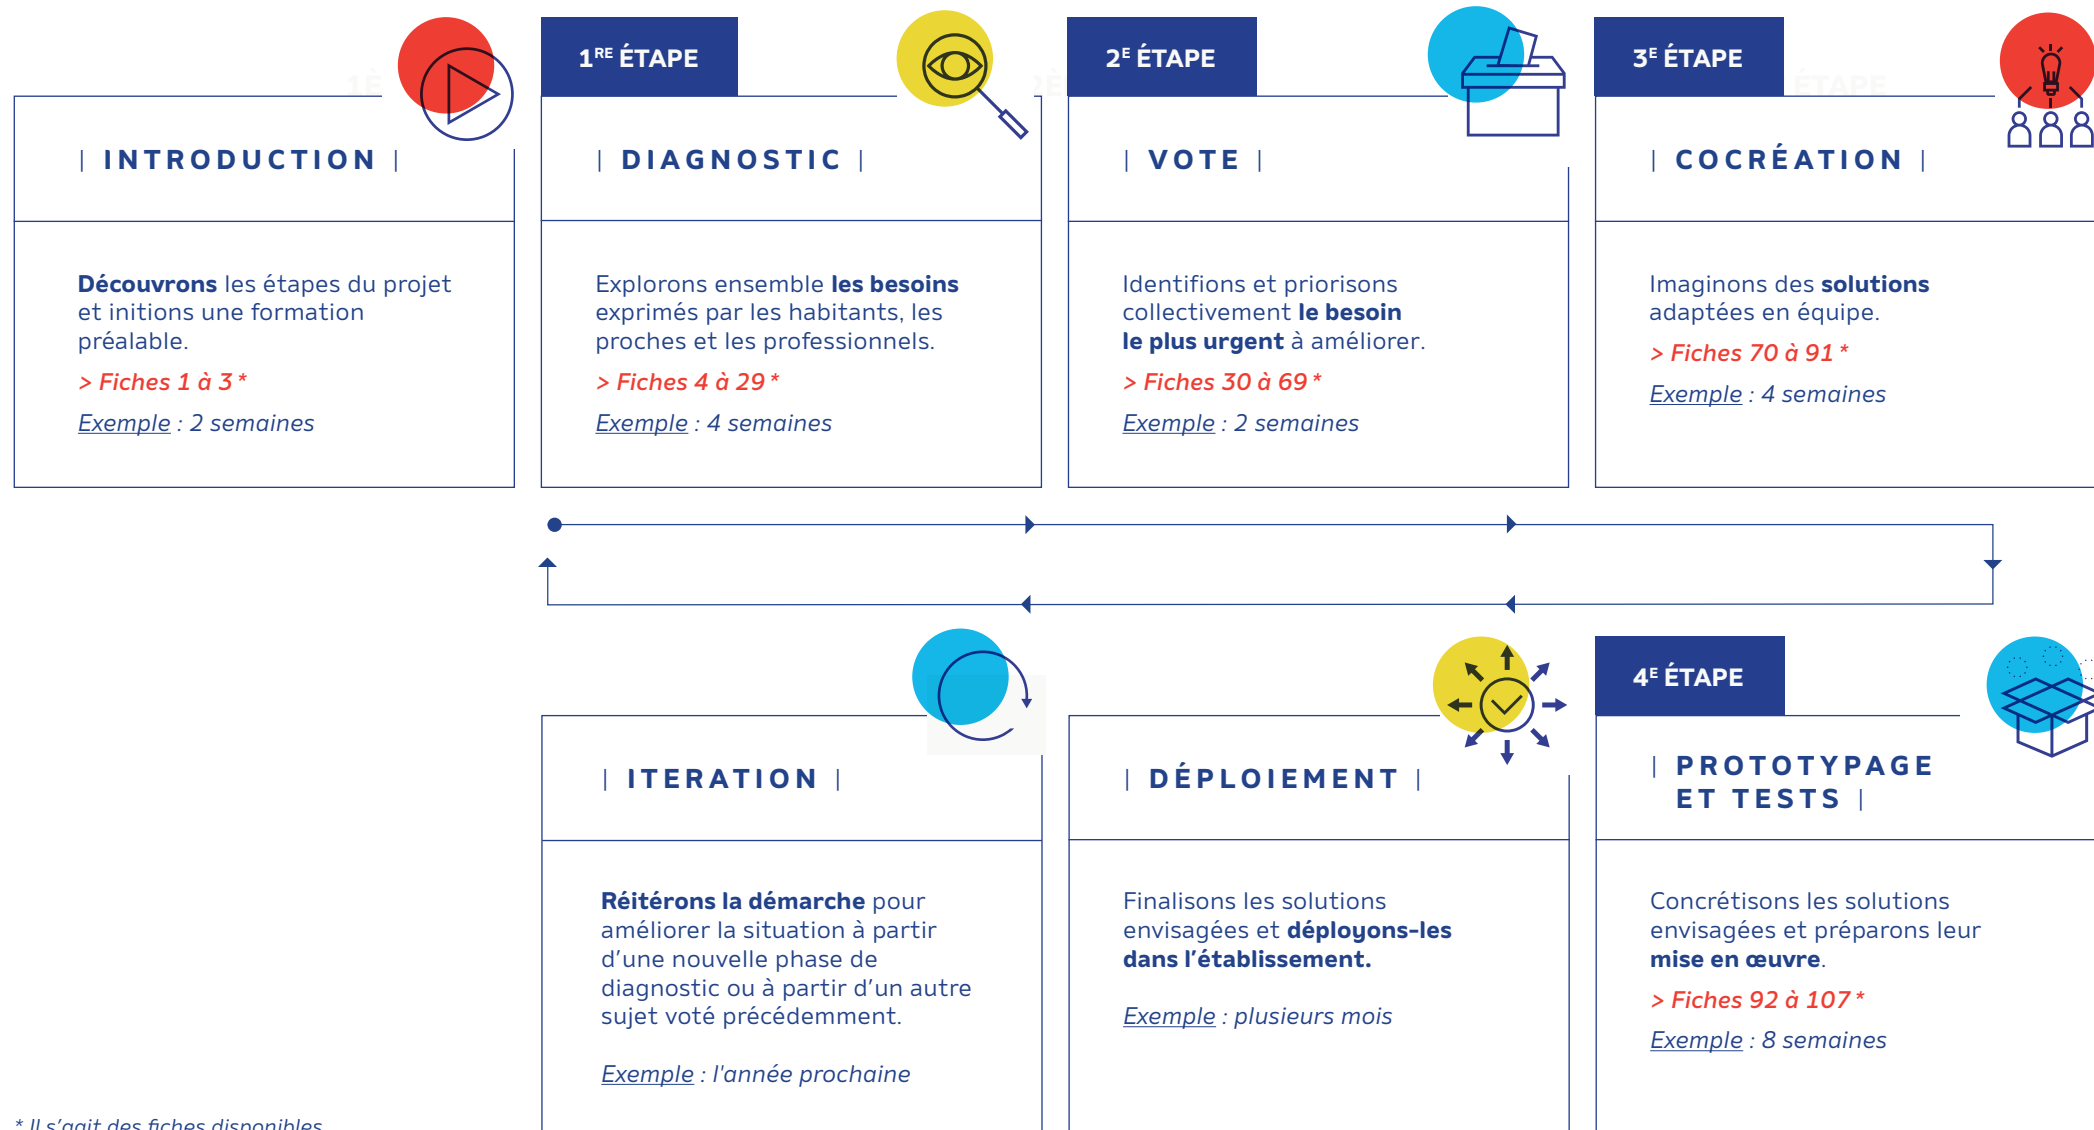 | INTRODUCTION |
Découvrons les étapes du projet
et initions une formation
préalable.
> Fiches 1 à 3 *
Exemple : 2 semaines
1RE ÉTAPE
| DIAGNOSTIC |
Explorons ensemble les besoins
exprimés par les habitants, les
proches et les professionnels.
> Fiches 4 à 29 *
Exemple : 4 semaines
2E ÉTAPE
| VOTE |
Identifions et priorisons
collectivement le besoin
le plus urgent à améliorer.
> Fiches 30 à 69 *
Exemple : 2 semaines
3E ÉTAPE
ÉTAPE
| COCRÉATION |
Imaginons des solutions
adaptées en équipe.
> Fiches 70 à 91 *
Exemple : 4 semaines
| ITERATION |
Réitérons la démarche pour
améliorer la situation à partir
d’une nouvelle phase de
diagnostic ou à partir d’un autre
sujet voté précédemment.
Exemple : l'année prochaine
| DÉPLOIEMENT |
Finalisons les solutions
envisagées et déployons-les
dans l’établissement.
Exemple : plusieurs mois
4E ÉTAPE
| PROTOTYPAGE
ET TESTS |
Concrétisons les solutions
envisagées et préparons leur
mise en œuvre.
> Fiches 92 à 107 *
Exemple : 8 semaines
* Il s’agit des fiches disponibles